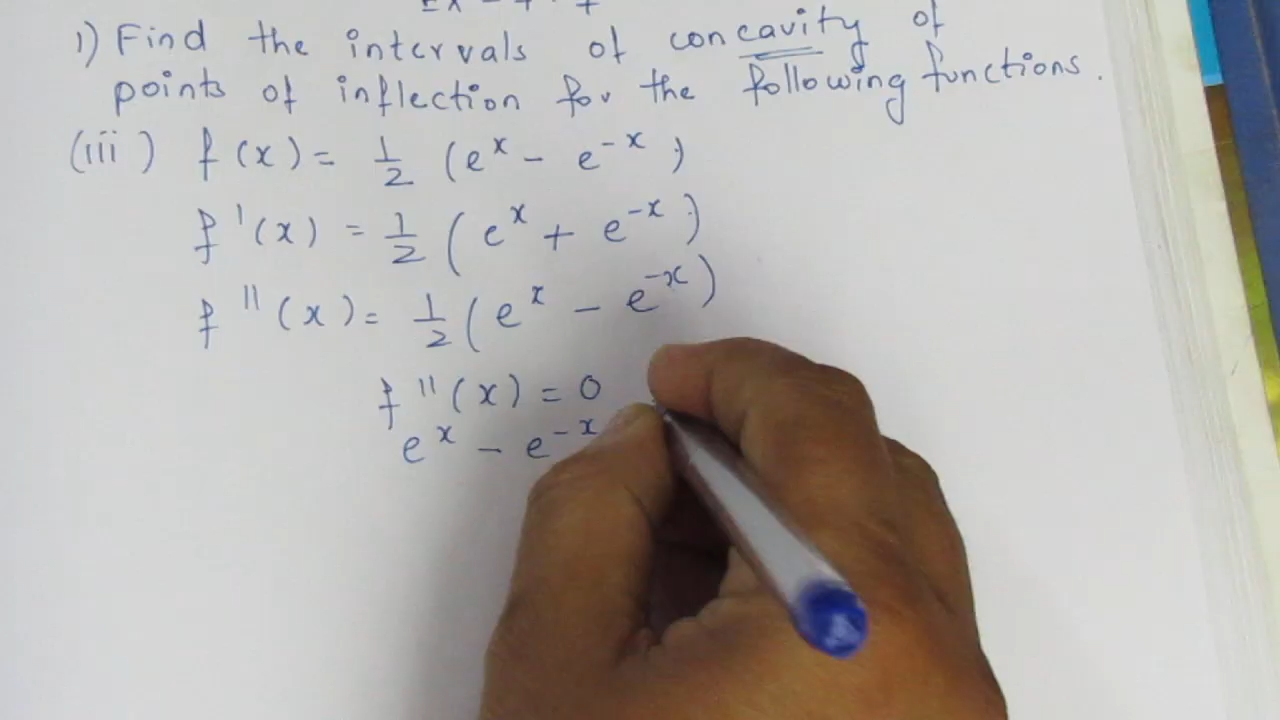 1) Find the intervals of concavity of
points of inflection for the following functions.
(iii) f(x) = 1/2 (e^x - e^-x)
f'(x) = 1/2 (e^x + e^-x)
f''(x) = 1/2 (e^x - e^-x)
f''(x) = 0
e^x - e^-x